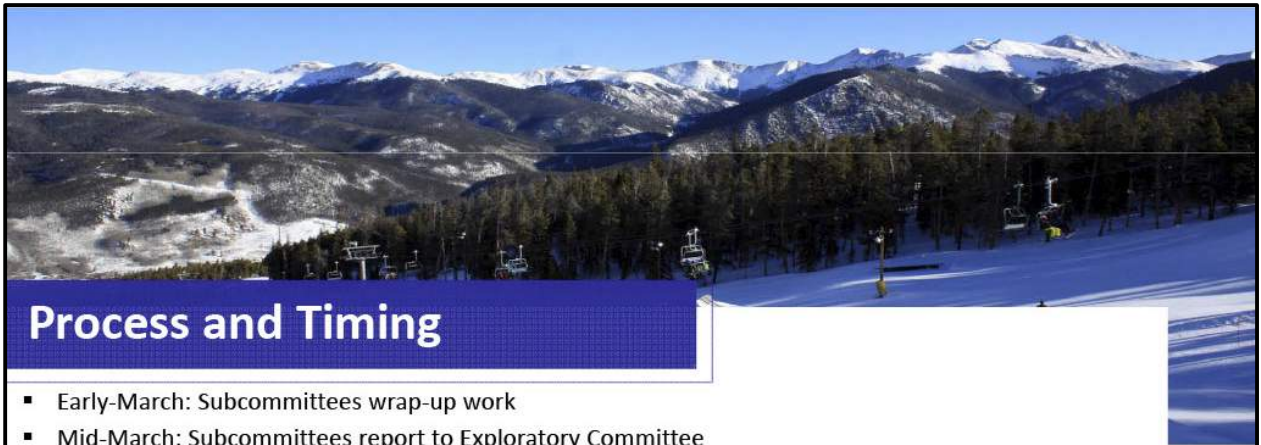 Process and Timing
▪ Early-March: Subcommittees wrap-up work
▪ Mid-March: Subcommittees report to Exploratory Committee